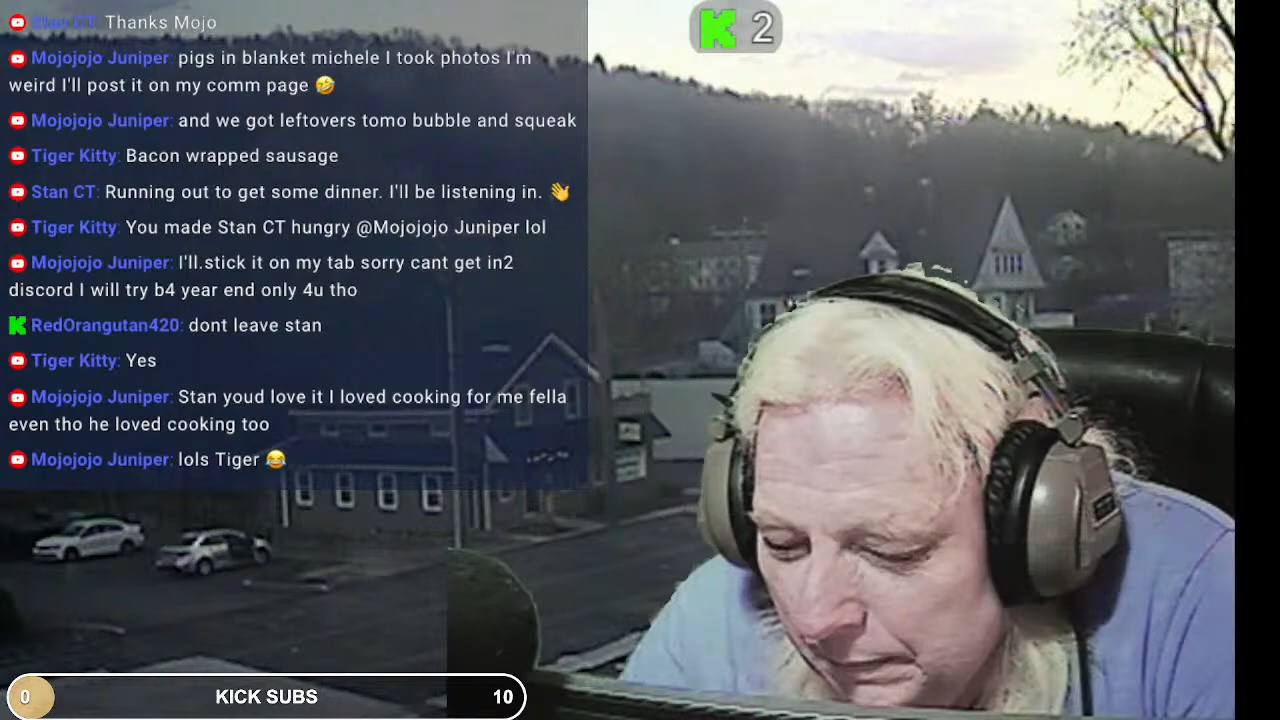 Stan CT: Thanks Mojo
Mojojojo Juniper: pigs in blanket michele I took photos I'm
weird I'll post it on my comm page 🤣
Mojojojo Juniper: and we got leftovers tomo bubble and squeak
Tiger Kitty: Bacon wrapped sausage
Stan CT: Running out to get some dinner. I'll be listening in. 👋
Tiger Kitty: You made Stan CT hungry @Mojojojo Juniper lol
Mojojojo Juniper: I'll.stick it on my tab sorry cant get in2
discord I will try b4 year end only 4u tho
RedOrangutan420: dont leave stan
Tiger Kitty: Yes
Mojojojo Juniper: Stan youd love it I loved cooking for me fella
even tho he loved cooking too
Mojojojo Juniper: lols Tiger 😂
K 2
0 KICK SUBS 10